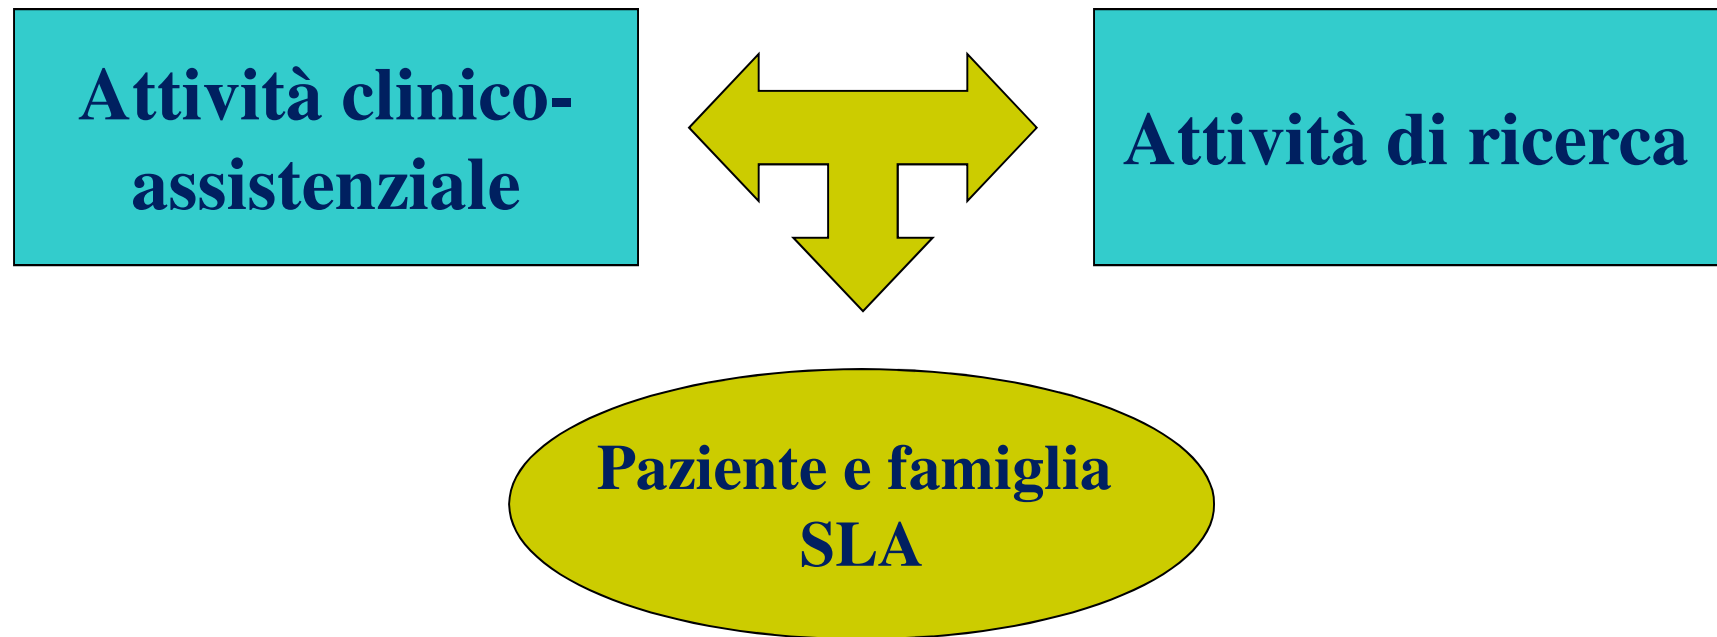 Attività clinico-
assistenziale
Attività di ricerca
Paziente e famiglia
SLA